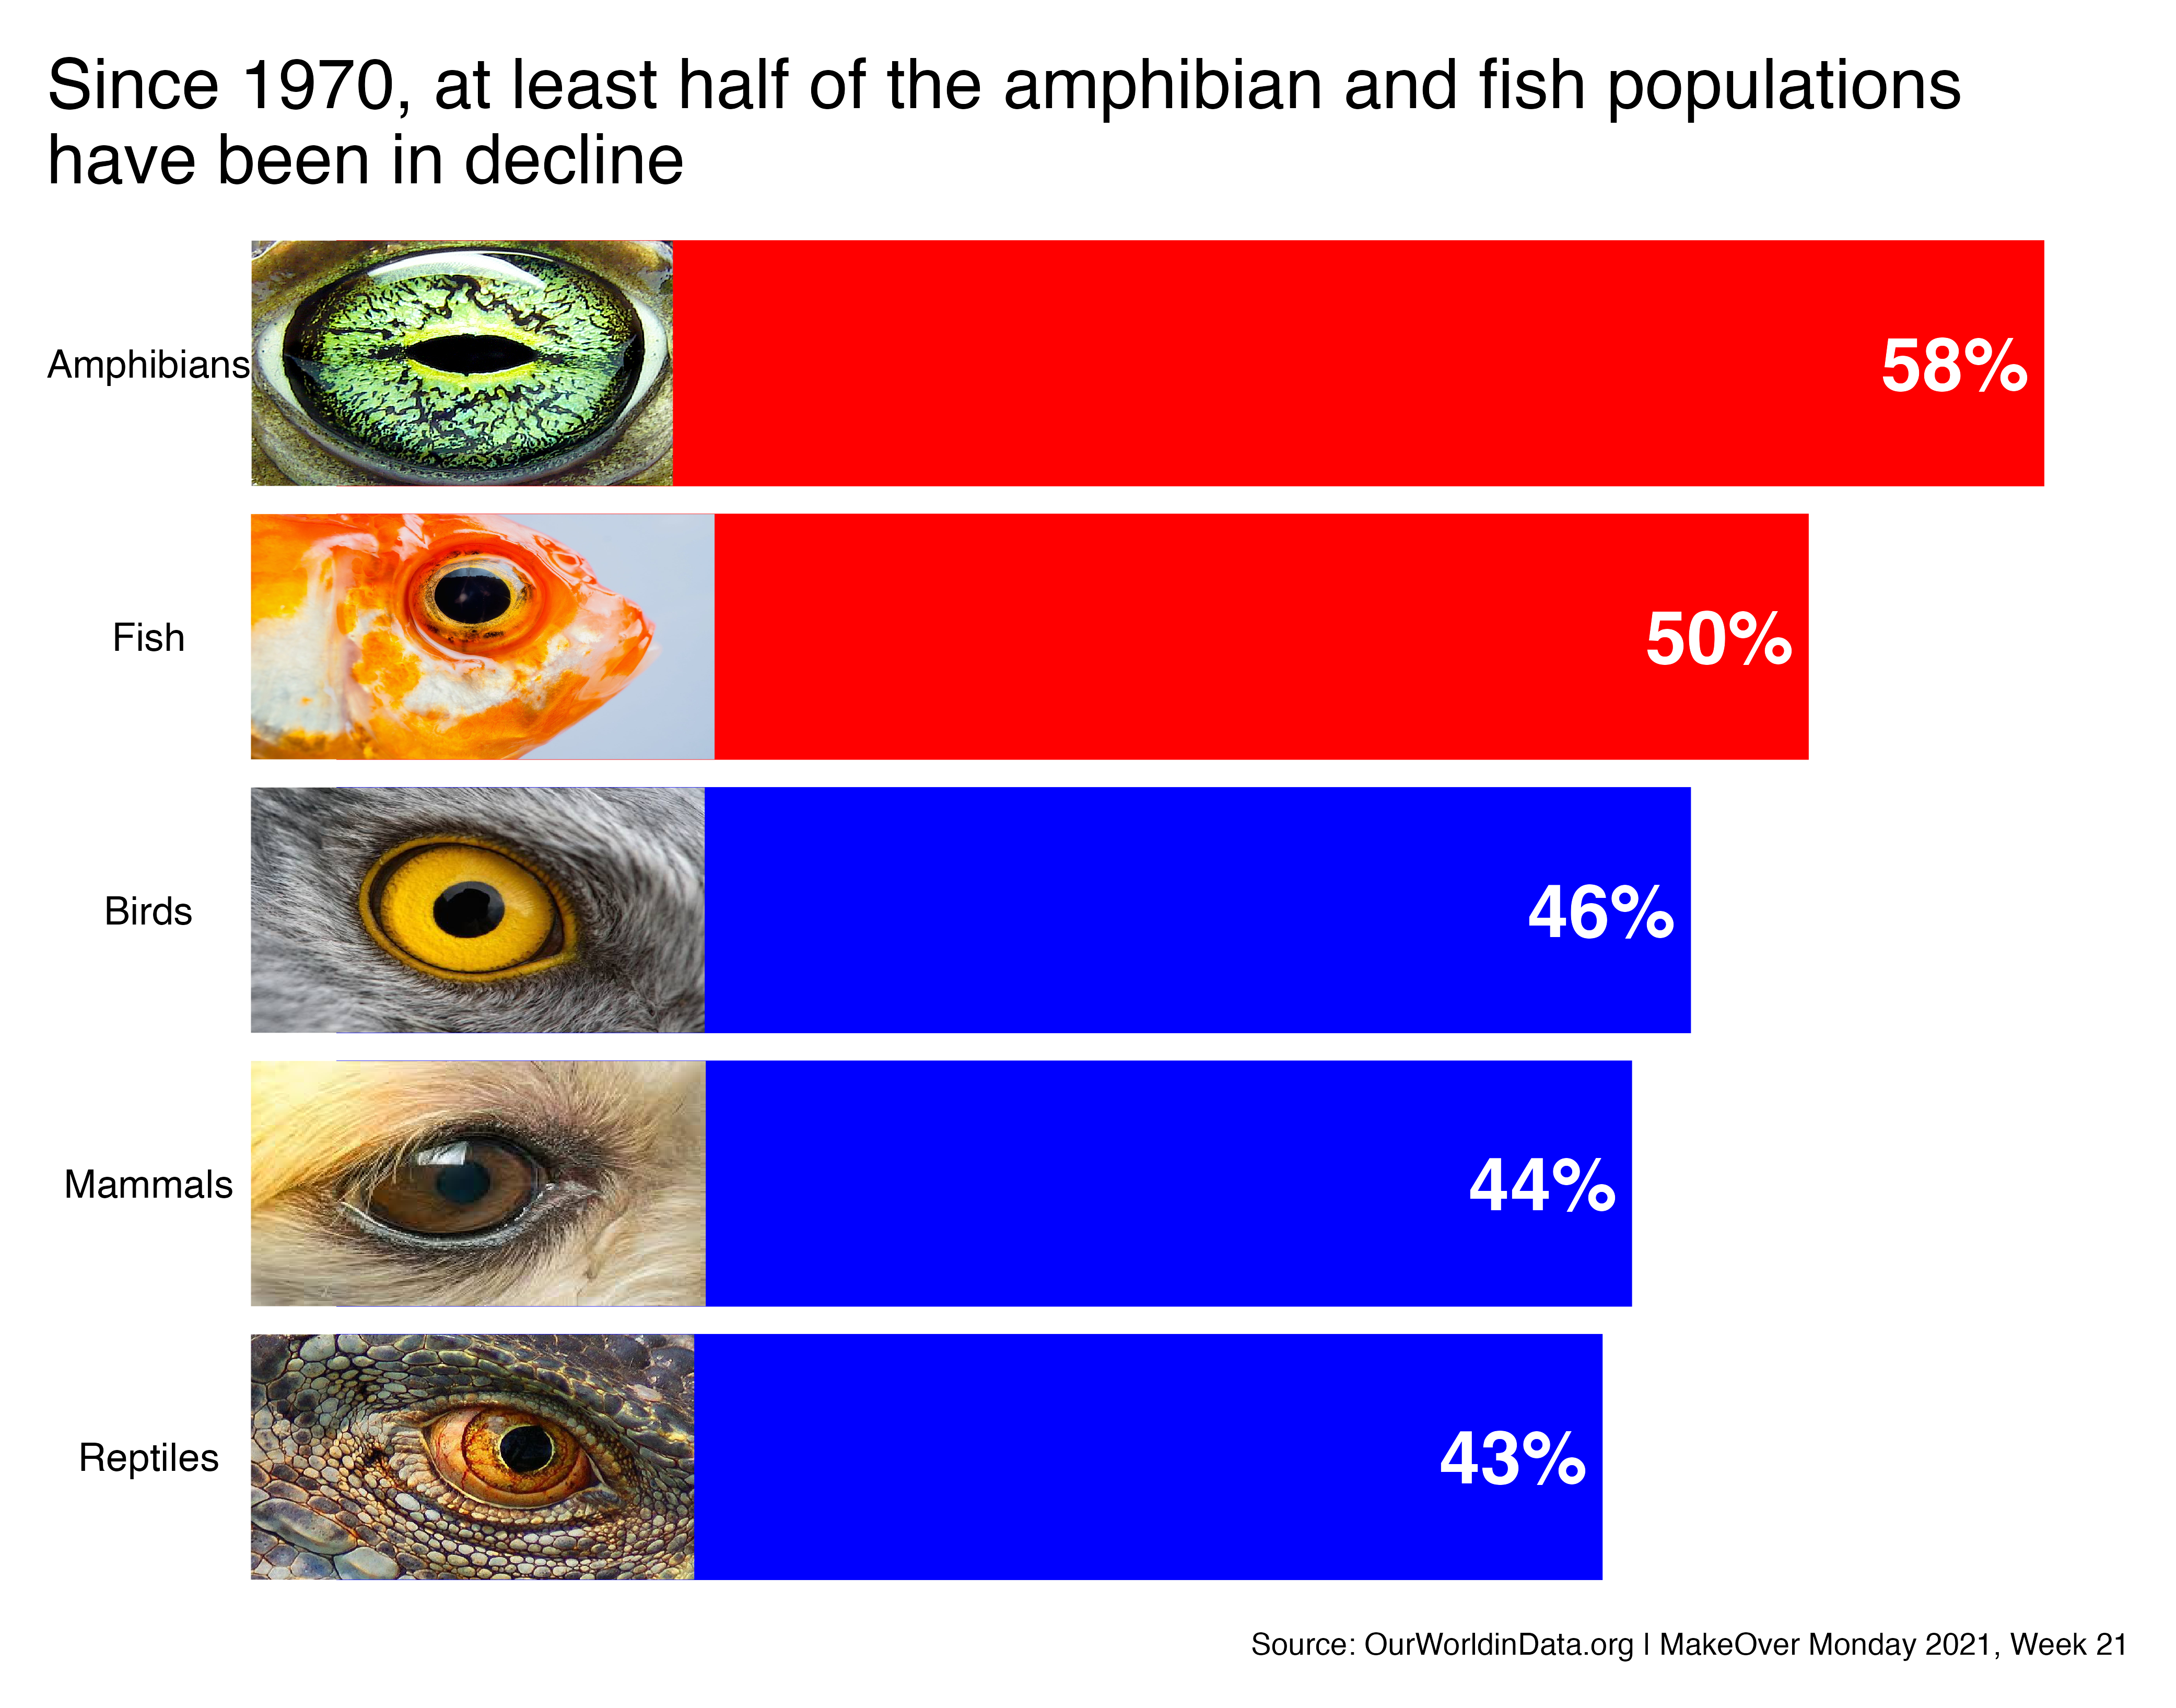 Since 1970, at least half of the amphibian and fish populations
have been in decline
Amphibians
58%
Fish
50%
Birds
46%
Mammals
44%
Reptiles
43%
Source: OurWorldinData.org | MakeOver Monday 2021, Week 21